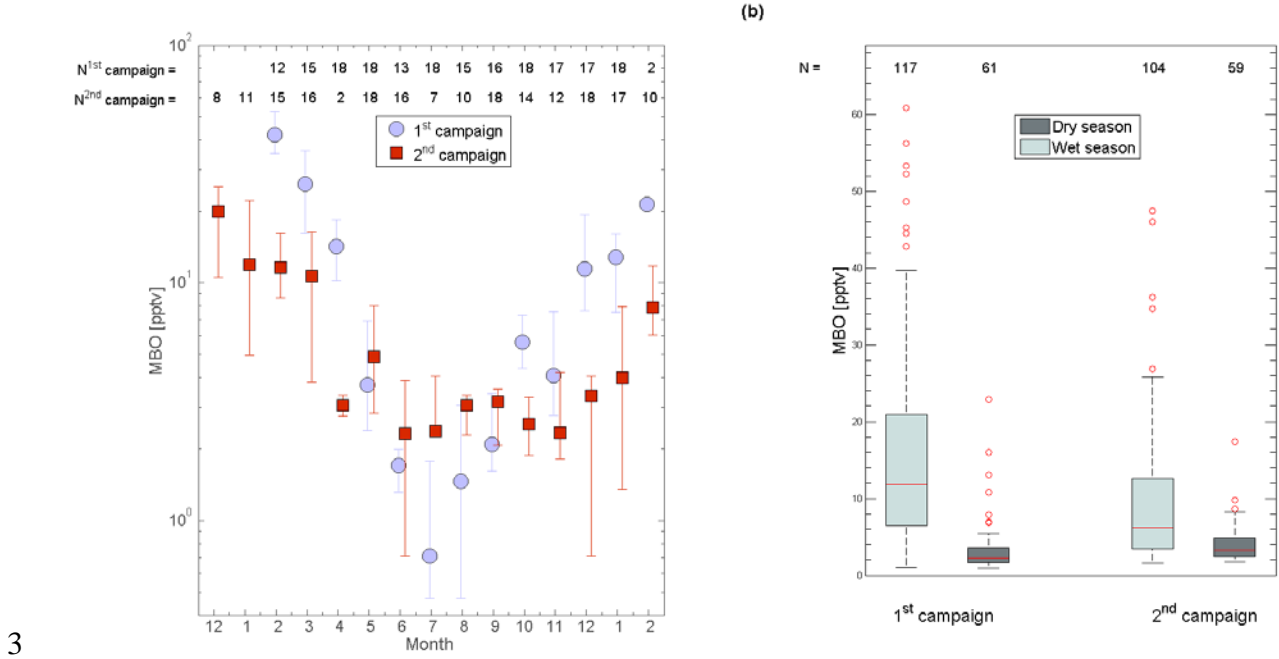 (b)
10²
N1st campaign = 12 15 18 18 13 18 15 16 18 17 17 18 2
N2nd campaign = 8 11 15 16 2 18 16 7 10 18 14 12 18 17 10
1st campaign
2nd campaign
10¹
10⁰
MBO [pptv]
12 1 2 3 4 5 6 7 8 9 10 11 12 1 2
Month
N = 117 61 104 59
Dry season
Wet season
60
50
40
30
20
10
0
MBO [pptv]
1st campaign 2nd campaign
3